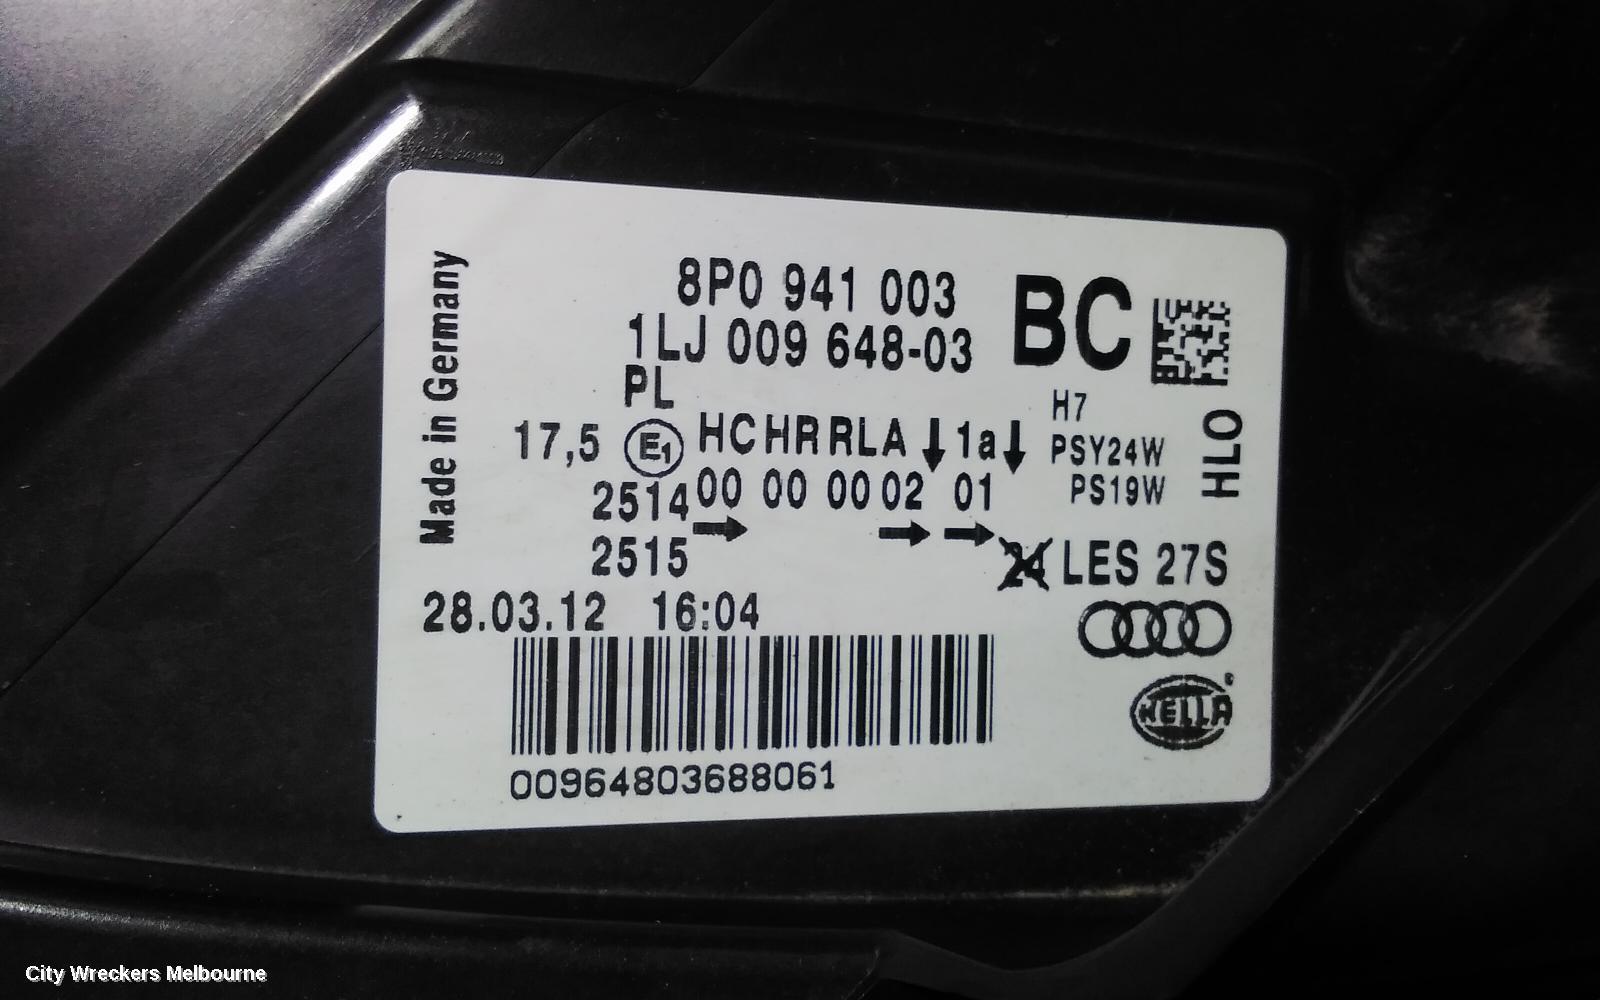 Made in Germany
8P0 941 003
BC
1LJ 009 648-03
PL
H7
17,5 E1 HCHR RLA ↓ 1a ↓
PSY24W
HLO
2514 00 00 00 02 01
PS19W
→ → →
2515
24 LES 27S
28.03.12 16:04
HELLA
00964803688061
City Wreckers Melbourne